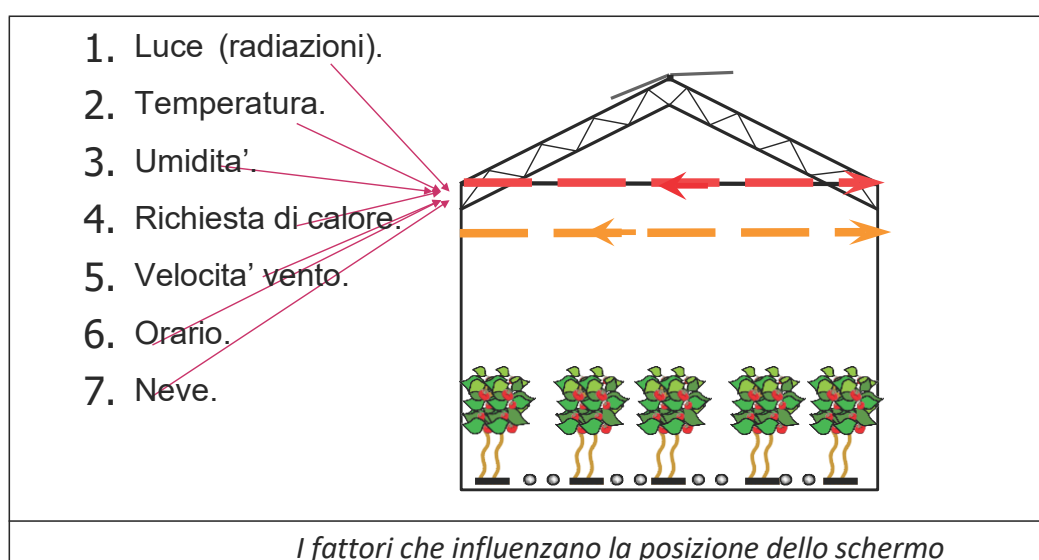 1. Luce (radiazioni).
2. Temperatura.
3. Umidita’.
4. Richiesta di calore.
5. Velocita’ vento.
6. Orario.
7. Neve.
I fattori che influenzano la posizione dello schermo